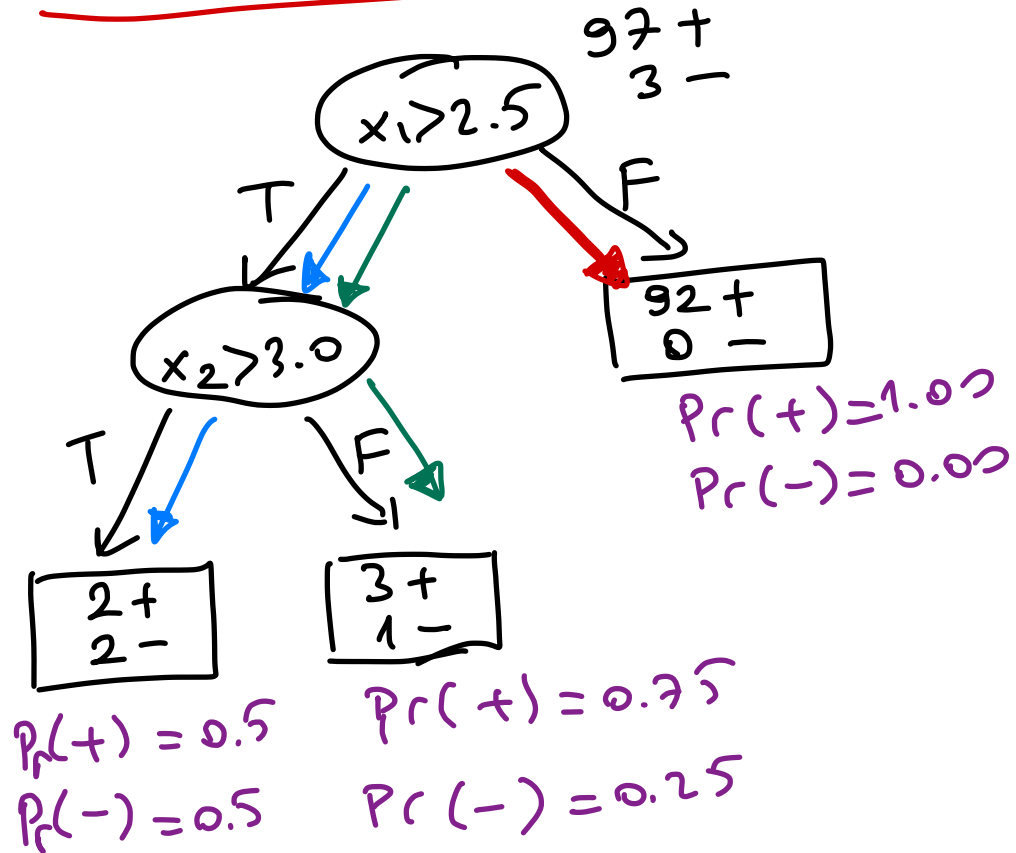 97 +
3 -
x1>2.5
T
F
92 +
0 -
x2>3.0
Pr(+)=1.00
Pr(-)=0.00
T
F
2+
2-
3+
1-
Pr(+)=0.5
Pr(+)=0.75
Pr(-)=0.5
Pr(-)=0.25